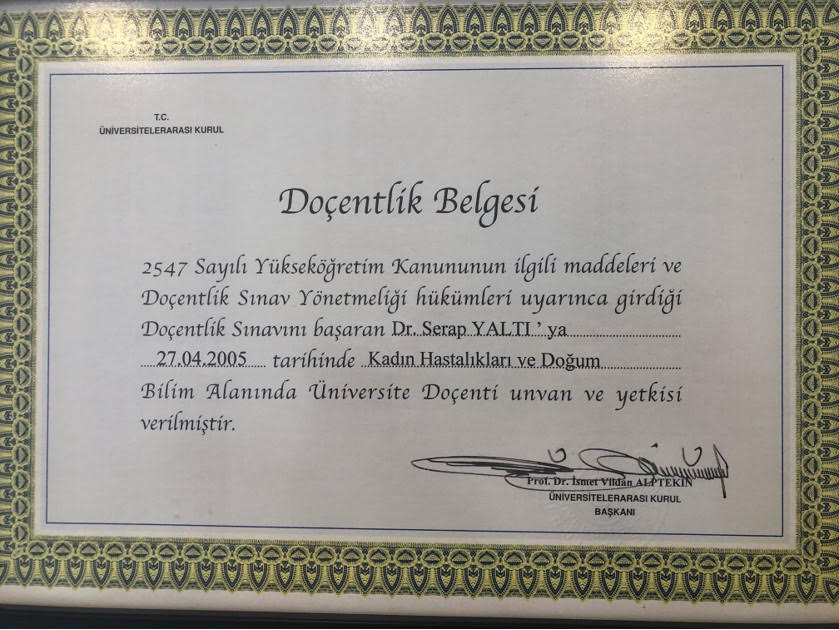 T.C.
ÜNİVERSİTELERARASI KURUL
Doçentlik Belgesi
2547 Sayılı Yükseköğretim Kanununun ilgili maddeleri ve
Doçentlik Sınav Yönetmeliği hükümleri uyarınca girdiği
Doçentlik Sınavını başaran Dr. Serap YALTI ' ya
27.04.2005 tarihinde Kadın Hastalıkları ve Doğum
Bilim Alanında Üniversite Doçenti unvan ve yetkisi
verilmiştir.
Prof. Dr. İsmet Vildan ALPTEKİN
ÜNİVERSİTELERARASI KURUL
BAŞKANI